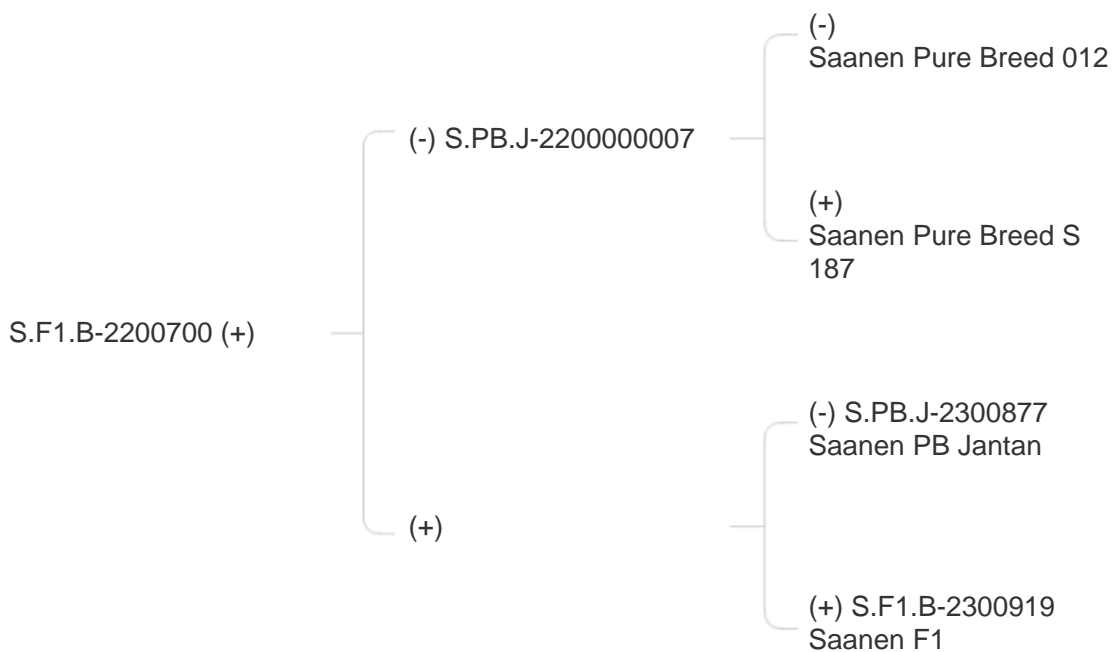 (-)
Saanen Pure Breed 012
(-) S.PB.J-2200000007
(+)
Saanen Pure Breed S
187
S.F1.B-2200700 (+)
(-) S.PB.J-2300877
Saanen PB Jantan
(+)
(+) S.F1.B-2300919
Saanen F1